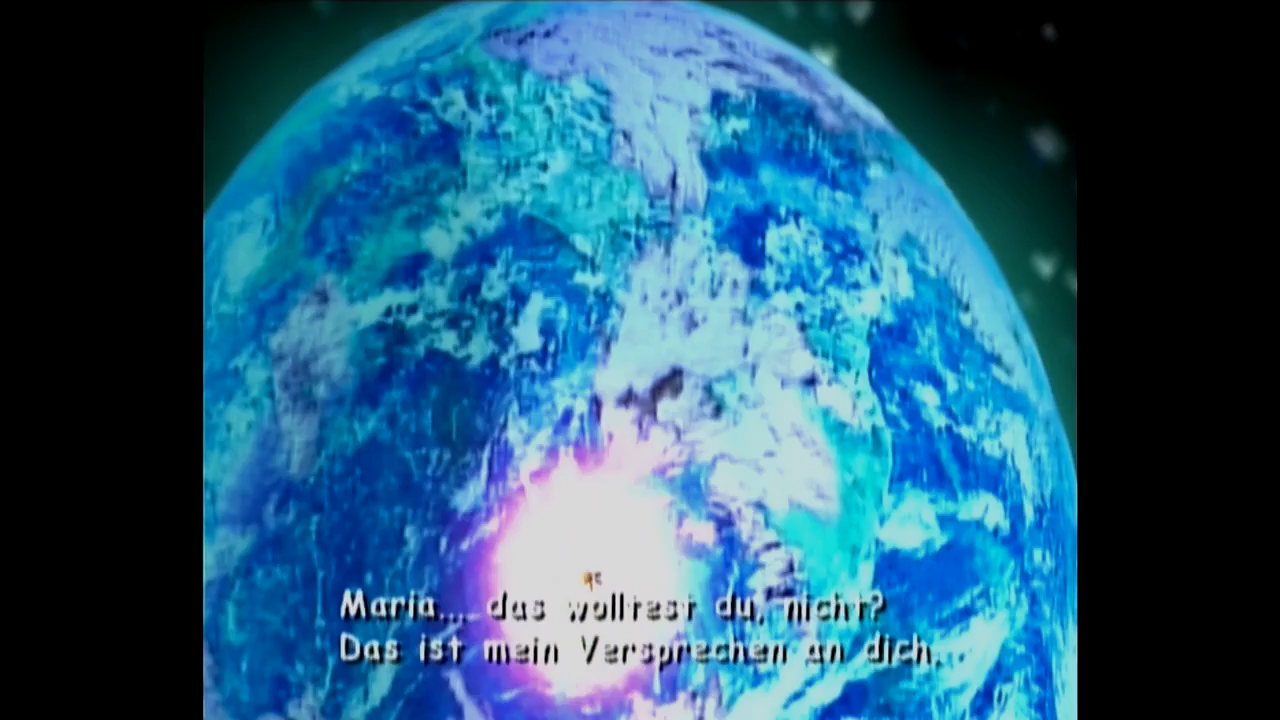 Maria... das wolltest du, nicht?
Das ist mein Versprechen an dich.